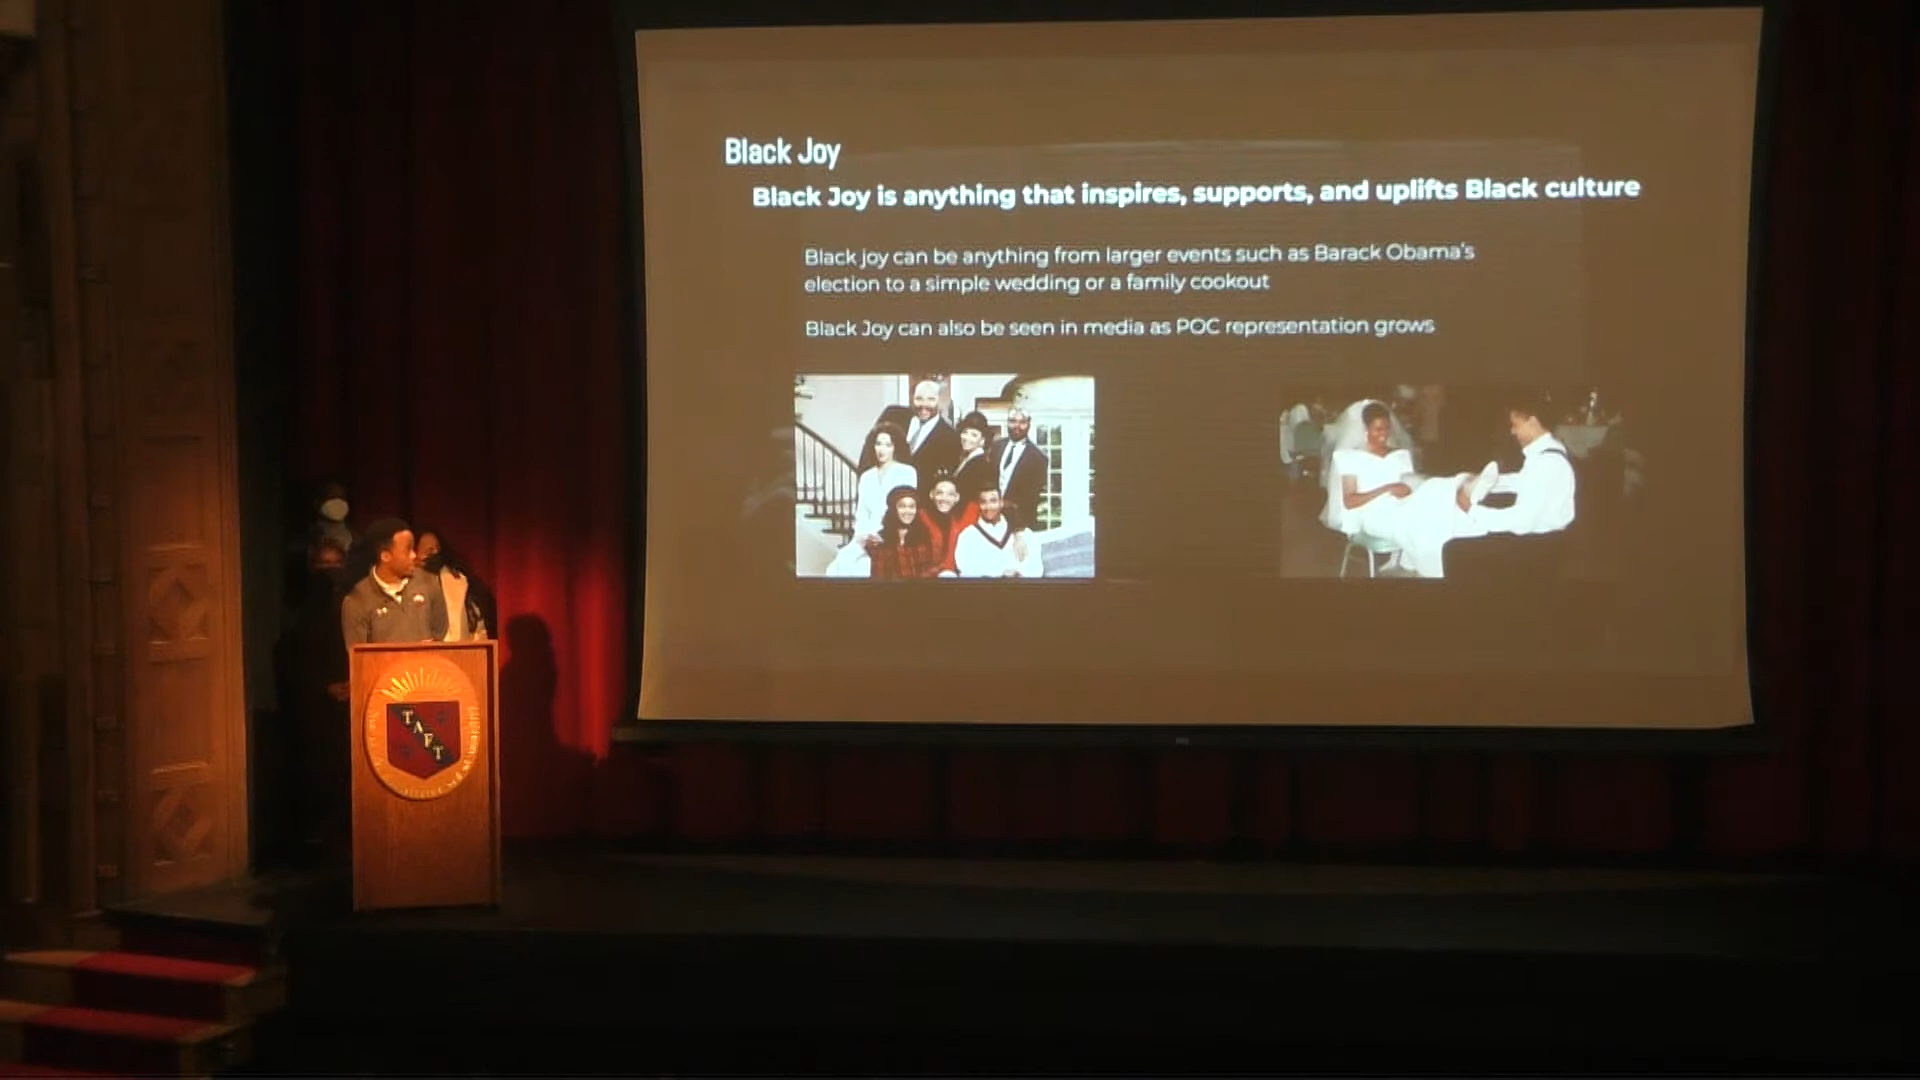 Black Joy
Black Joy is anything that inspires, supports, and uplifts Black culture
Black joy can be anything from larger events such as Barack Obama's
election to a simple wedding or a family cookout
Black Joy can also be seen in media as POC representation grows
TAFT